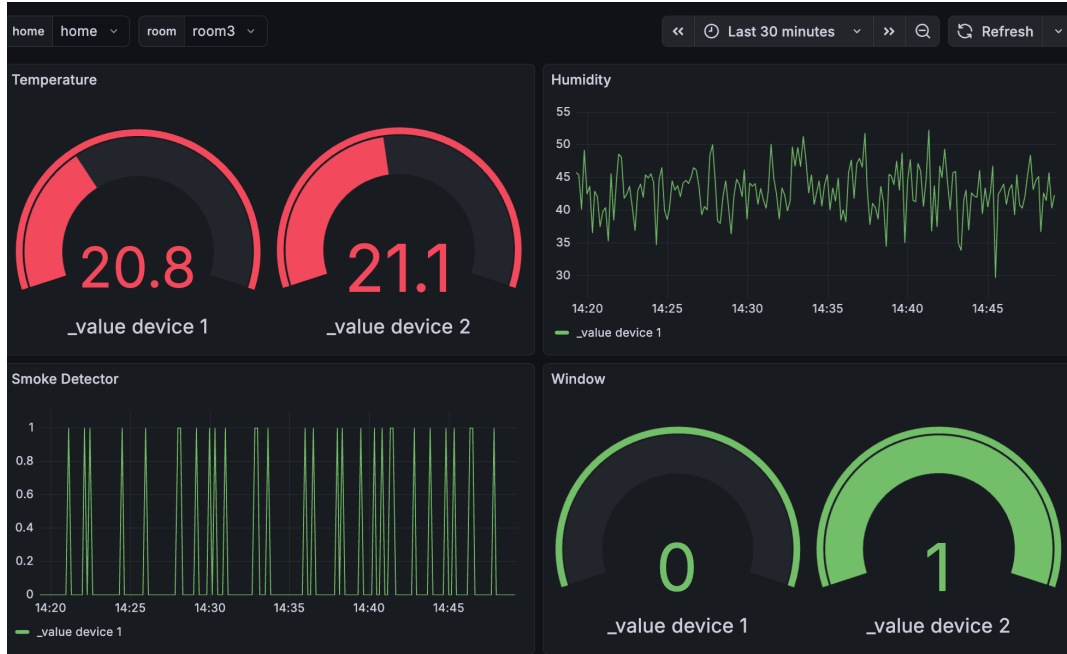 home home room room3 Last 30 minutes Refresh
Temperature
20.8 21.1
_value device 1 _value device 2
Humidity
55
50
45
40
35
30
14:20 14:25 14:30 14:35 14:40 14:45
_value device 1
Smoke Detector
1
0.8
0.6
0.4
0.2
0
14:20 14:25 14:30 14:35 14:40 14:45
_value device 1
Window
0 1
_value device 1 _value device 2